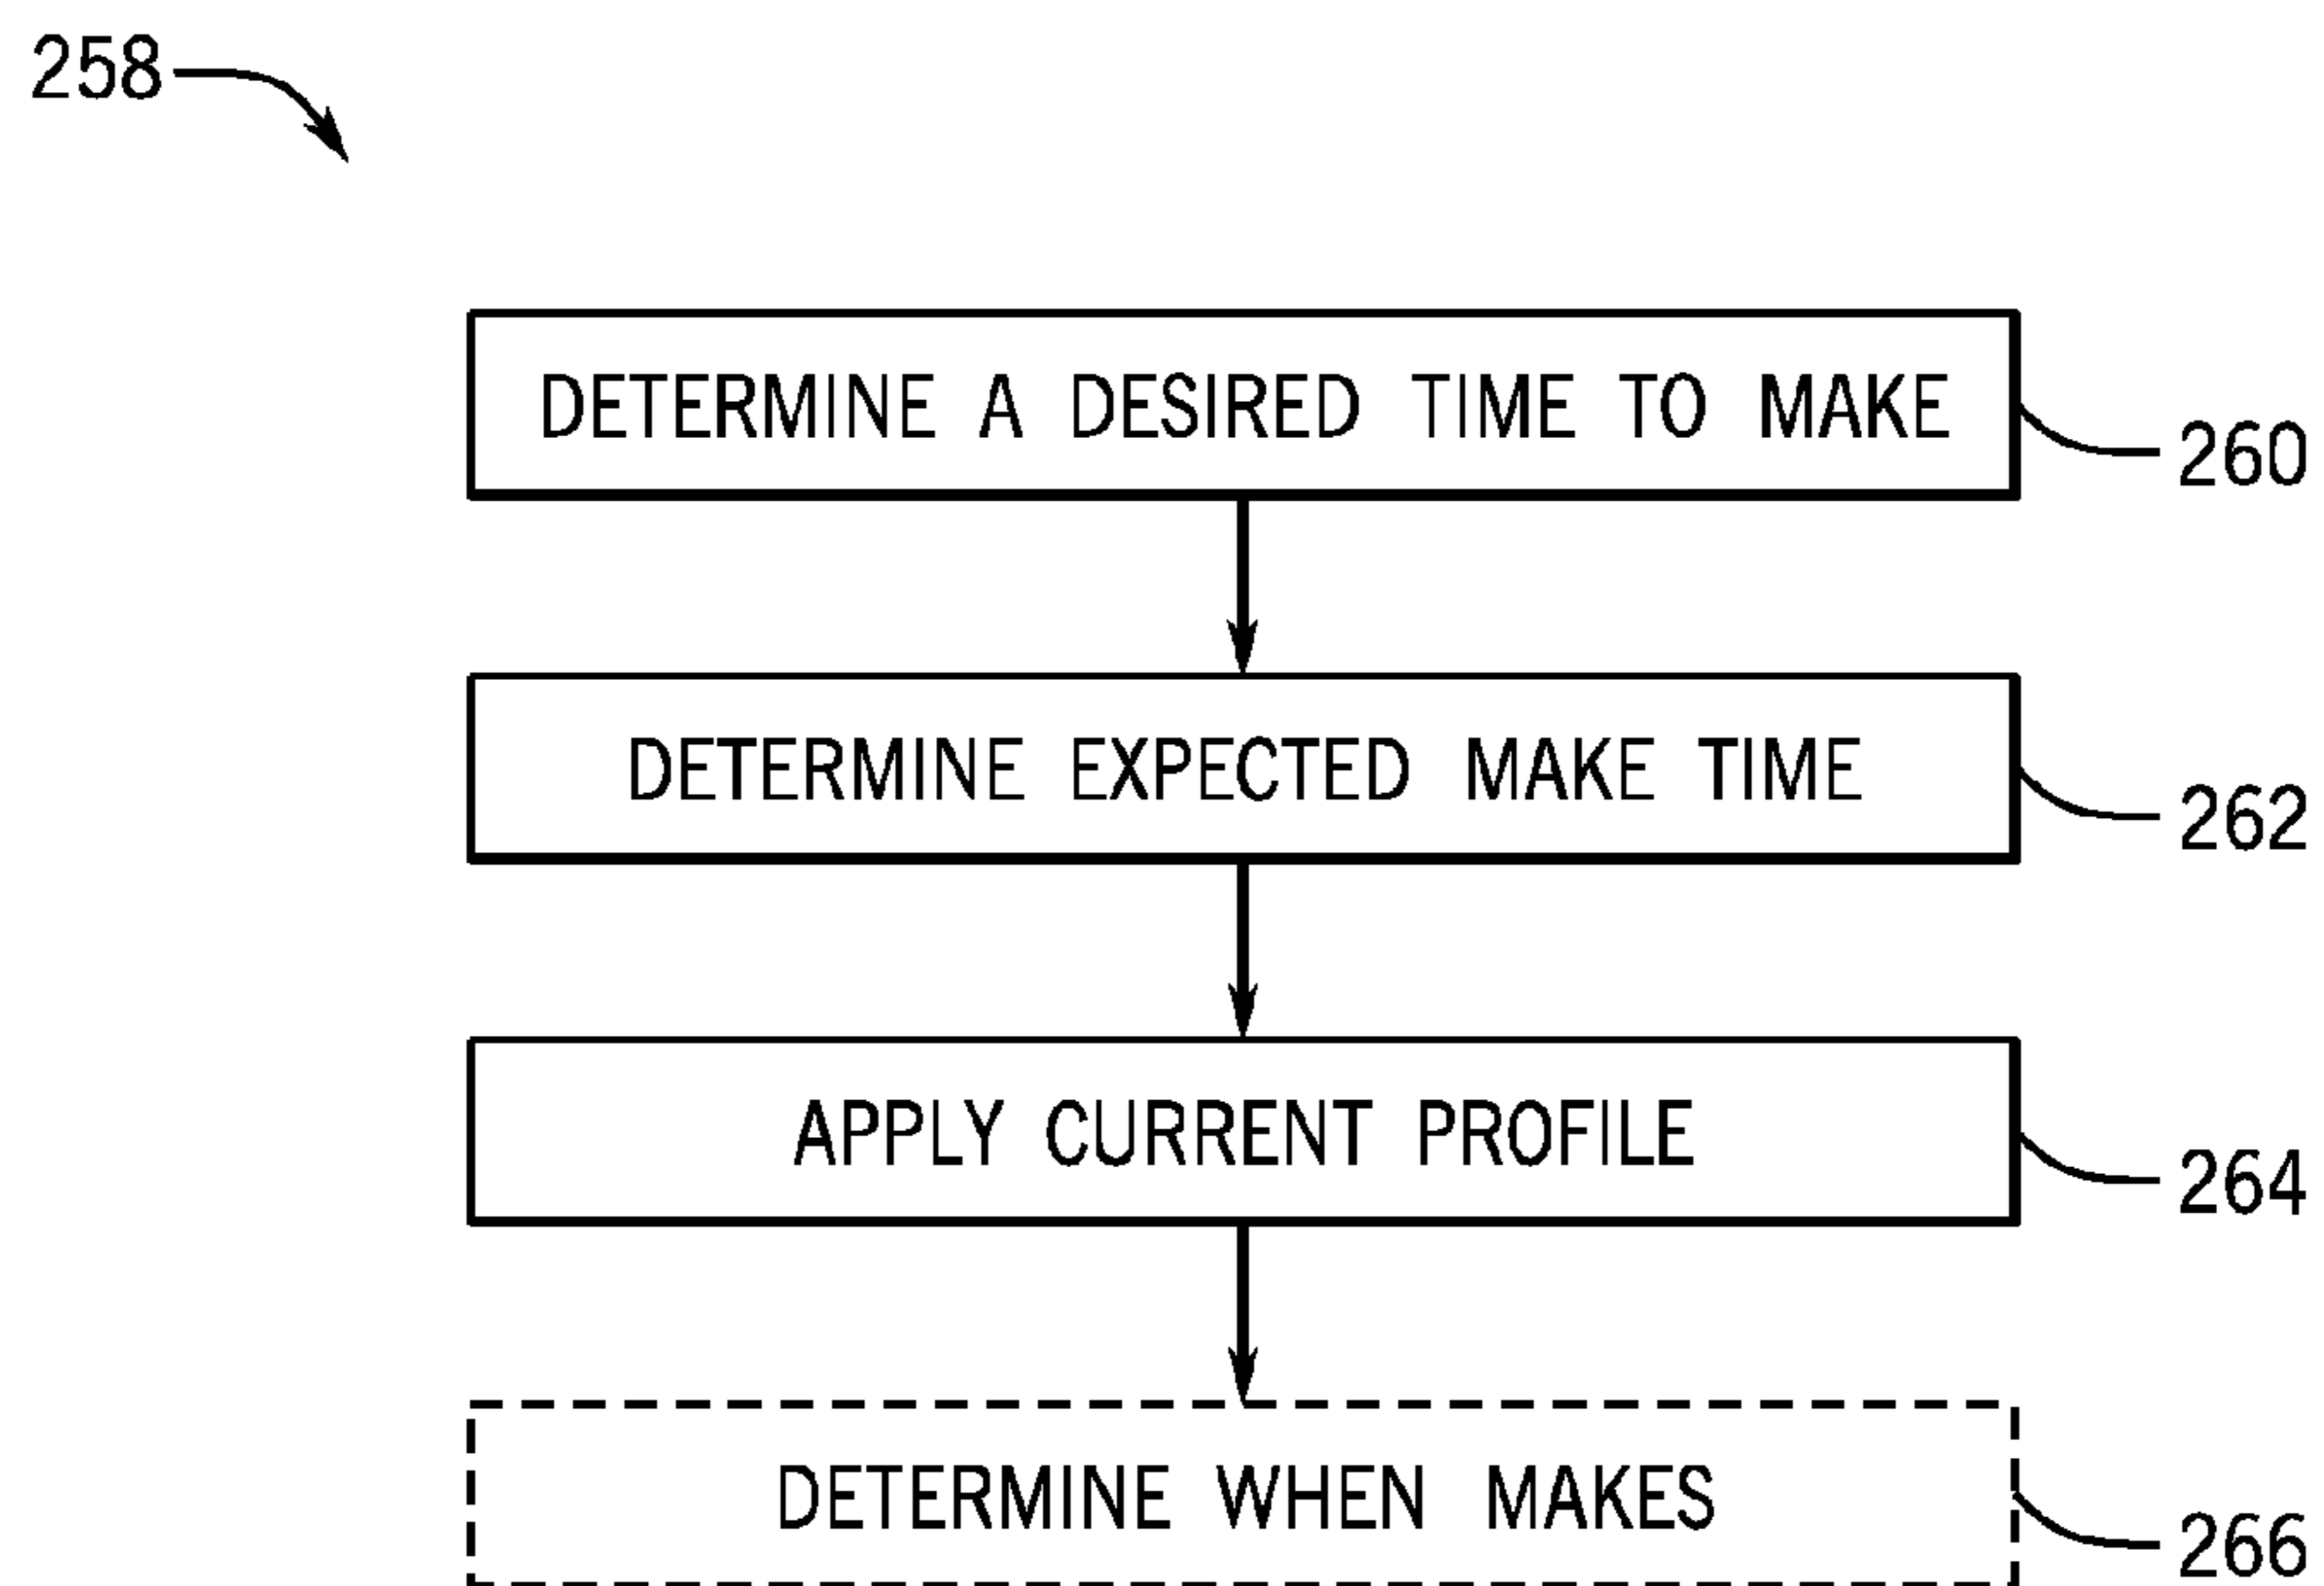 258
DETERMINE A DESIRED TIME TO MAKE
260
DETERMINE EXPECTED MAKE TIME
262
APPLY CURRENT PROFILE
264
DETERMINE WHEN MAKES
266